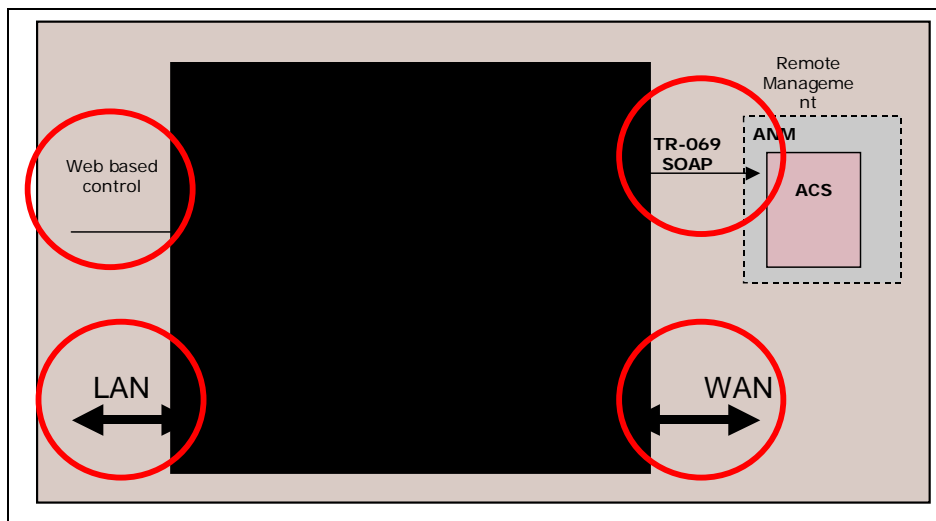 Remote
Manageme
nt
ANM
TR-069
SOAP
ACS
Web based
control
LAN
WAN